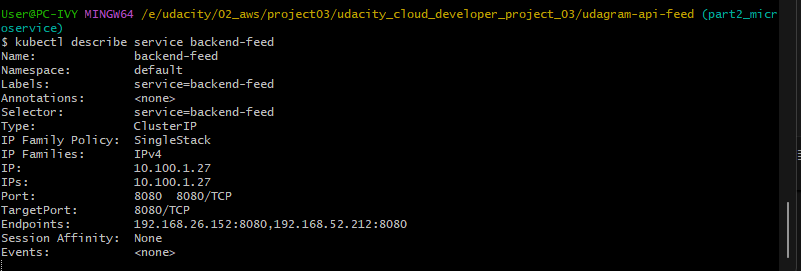 User@PC-IVY MINGW64 /e/udacity/02_aws/project03/udacity_cloud_developer_project_03/udagram-api-feed (part2_micr
oservice)
$ kubectl describe service backend-feed
Name:              backend-feed
Namespace:         default
Labels:            service=backend-feed
Annotations:       <none>
Selector:          service=backend-feed
Type:              ClusterIP
IP Family Policy:  SingleStack
IP Families:       IPv4
IP:                10.100.1.27
IPs:               10.100.1.27
Port:              8080  8080/TCP
TargetPort:        8080/TCP
Endpoints:         192.168.26.152:8080,192.168.52.212:8080
Session Affinity:  None
Events:            <none>